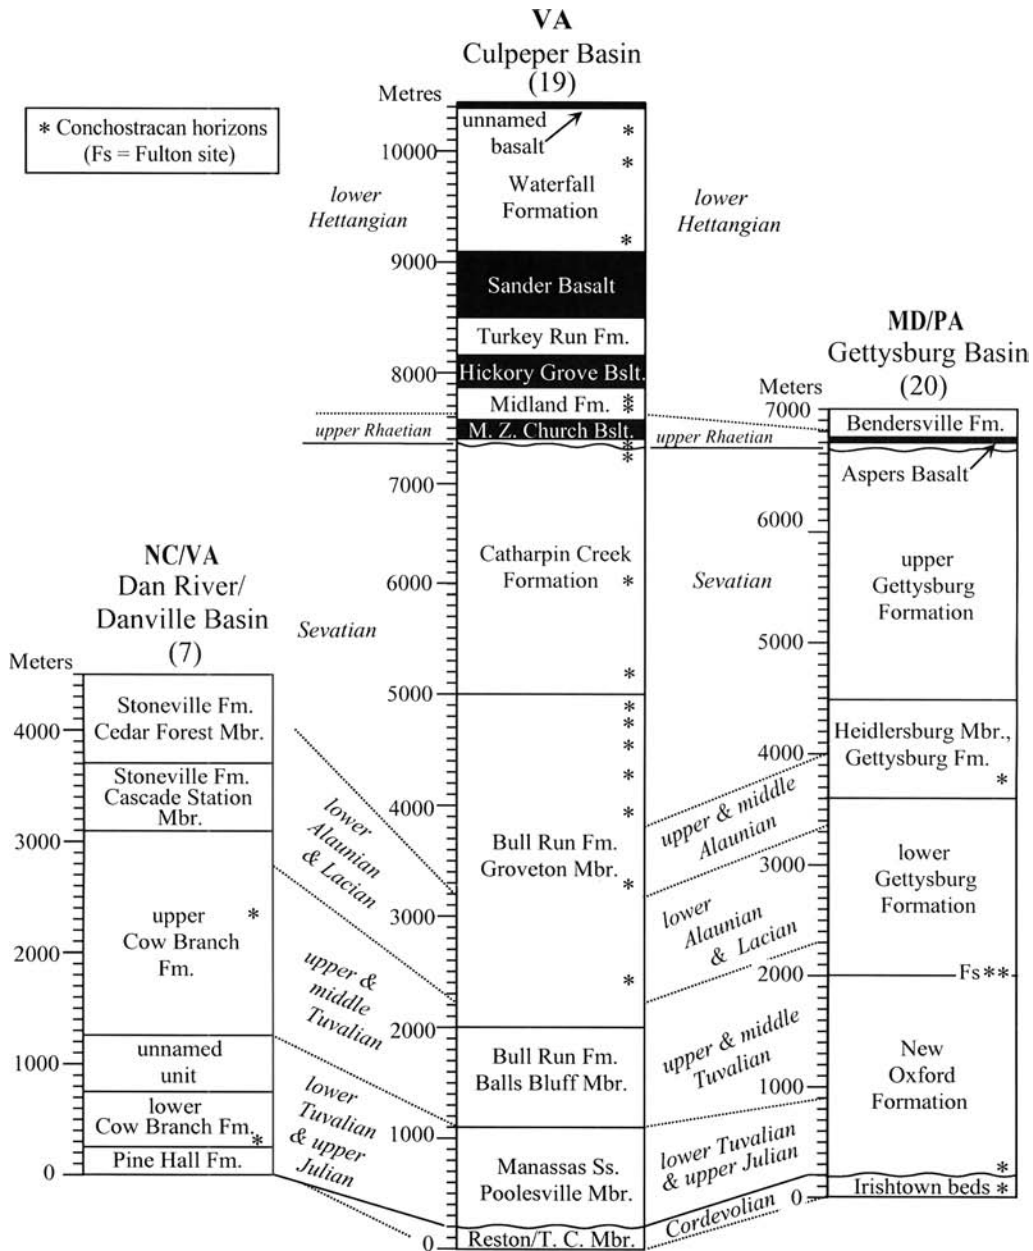 VA
Culpeper Basin
(19)
Metres
* Conchostracan horizons
(Fs = Fulton site)
unnamed
basalt
*
10000
*
Waterfall
Formation
lower
Hettangian
lower
Hettangian
*
9000
Sander Basalt
Turkey Run Fm.
Hickory Grove Bslt.
8000
Midland Fm.
*
*
*
upper Rhaetian
M. Z. Church Bslt.
upper Rhaetian
*
*
7000
Catharpin Creek
Formation
*
6000
Sevatian
Sevatian
*
5000
*
*
*
*
*
4000
Bull Run Fm.
Groveton Mbr.
*
3000
*
2000
Bull Run Fm.
Balls Bluff Mbr.
1000
Manassas Ss.
Poolesville Mbr.
Reston/T. C. Mbr.
0
NC/VA
Dan River/
Danville Basin
(7)
Meters
Stoneville Fm.
Cedar Forest Mbr.
4000
Stoneville Fm.
Cascade Station
Mbr.
3000
upper
Cow Branch
Fm.
*
2000
1000
unnamed
unit
lower
Cow Branch Fm.
*
Pine Hall Fm.
0
lower
Alaunian
& Lacian
upper &
middle
Tuvalian
lower
Tuvalian
& upper
Julian
upper & middle
Alaunian
lower
Alaunian
& Lacian
upper & middle
Tuvalian
lower Tuvalian
& upper Julian
Cordevolian
MD/PA
Gettysburg Basin
(20)
Meters
7000
Bendersville Fm.
Aspers Basalt
6000
upper
Gettysburg
Formation
5000
Heidlersburg Mbr.,
Gettysburg Fm.
*
4000
lower
Gettysburg
Formation
3000
Fs**
2000
New
Oxford
Formation
1000
*
Irishtown beds *
0